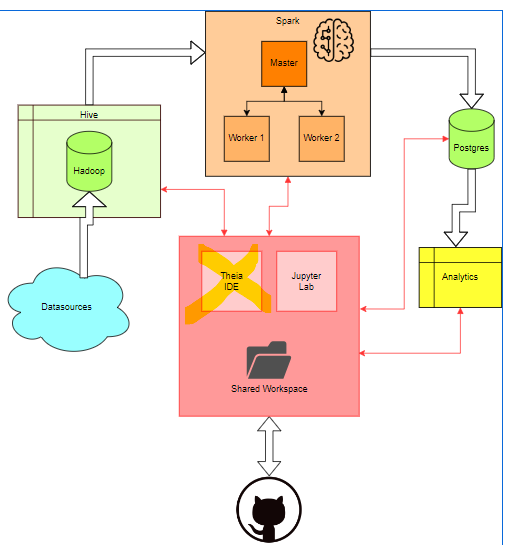 Spark
Master
Worker 1
Worker 2
Hive
Hadoop
Postgres
Datasources
Analytics
Theia
IDE
Jupyter
Lab
Shared Workspace